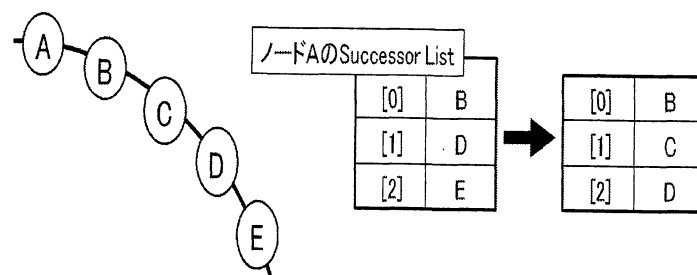 A
B
C
D
E
ノードAのSuccessor List
[0] B
[1] D
[2] E
[0] B
[1] C
[2] D